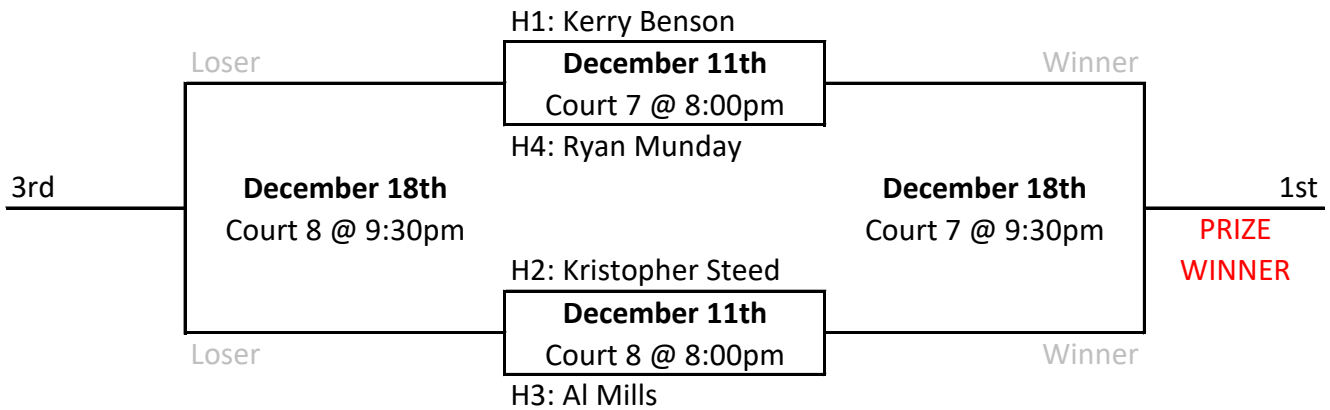 H1: Kerry Benson
Loser
December 11th
Winner
Court 7 @ 8:00pm
H4: Ryan Munday
3rd
December 18th
December 18th
1st
Court 8 @ 9:30pm
Court 7 @ 9:30pm
PRIZE
WINNER
H2: Kristopher Steed
December 11th
Loser
Court 8 @ 8:00pm
Winner
H3: Al Mills